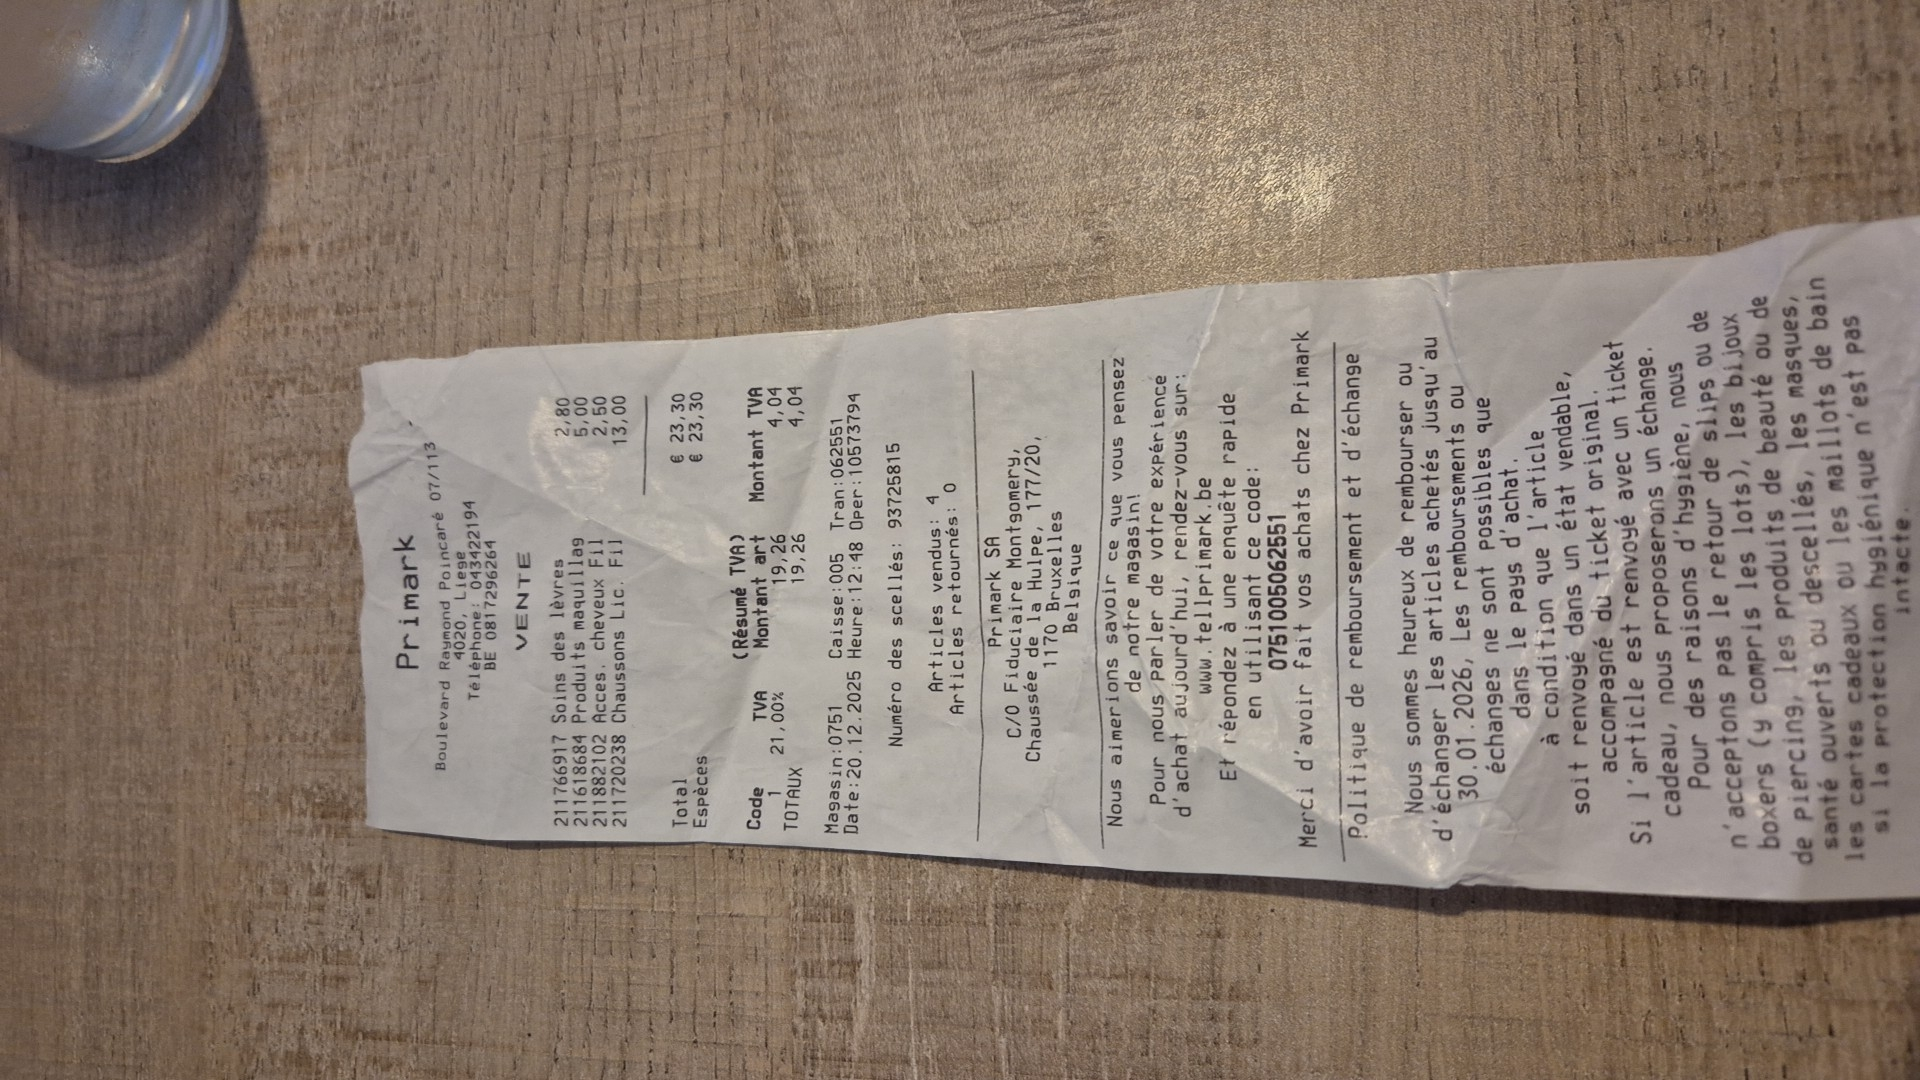 Primark
Boulevard Raymond Poincaré 07/113
4020, Liege
Téléphone: 043422194
BE 0817296264
VENTE
211766917 Soins des lèvres 2,80
211618684 Produits maquillag 5,00
211882102 Acces. cheveux Fil 2,50
211720238 Chaussons Lic. Fil 13,00
Total € 23,30
Espèces € 23,30
(Résumé TVA)
Code TVA Montant art Montant TVA
1 21,00% 19,26 4,04
TOTAUX 19,26 4,04
Magasin:0751 Caisse:005 Tran:062551
Date:20.12.2025 Heure:12:48 Oper:10573794
Numéro des scellés: 93725815
Articles vendus: 4
Articles retournés: 0
Primark SA
C/O Fiduciaire Montgomery,
Chaussée de la Hulpe, 177/20,
1170 Bruxelles
Belgique
Nous aimerions savoir ce que vous pensez
de notre magasin!
Pour nous parler de votre expérience
d'achat aujourd'hui, rendez-vous sur:
www.tellprimark.be
Et répondez à une enquête rapide
en utilisant ce code:
0751005062551
Merci d'avoir fait vos achats chez Primark
Politique de remboursement et d'échange
Nous sommes heureux de rembourser ou
d'échanger les articles achetés jusqu'au
30.01.2026, Les remboursements ou
échanges ne sont possibles que
dans le pays d'achat.
à condition que l'article
soit renvoyé dans un état vendable,
accompagné du ticket original.
Si l'article est renvoyé avec un ticket
cadeau, nous proposerons un échange.
Pour des raisons d'hygiène, nous
n'acceptons pas le retour de slips ou de
boxers (y compris les lots), les bijoux
de piercing, les produits de beauté ou de
santé ouverts ou descellés, les masques,
les cartes cadeaux ou les maillots de bain
si la protection hygiénique n'est pas
intacte.